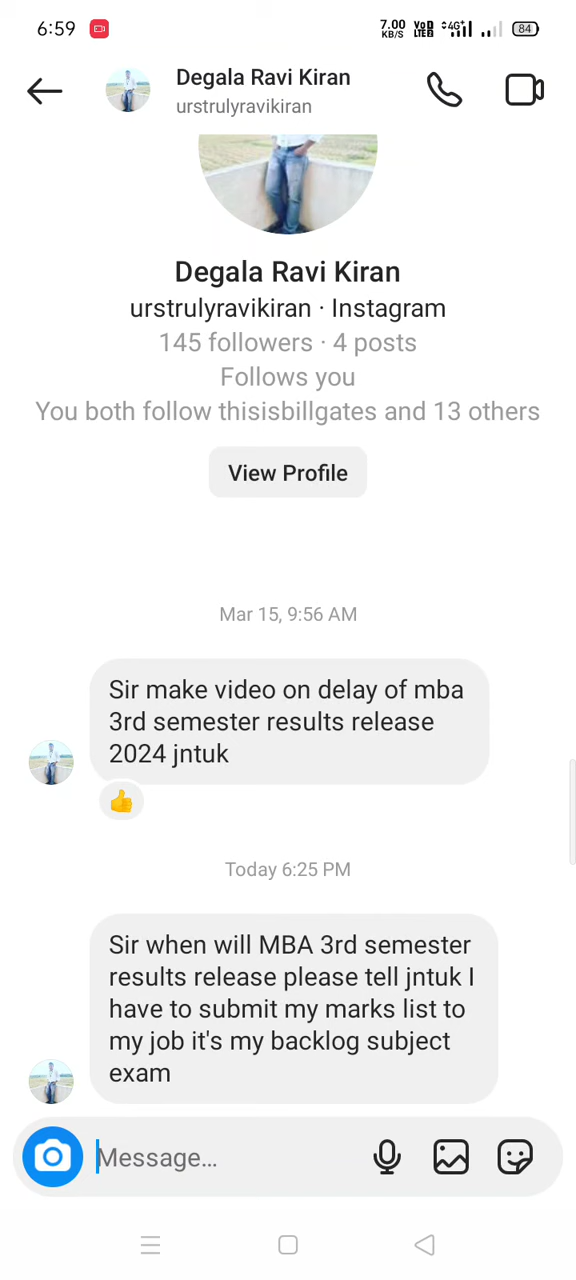 6:59
7.00 KB/S VoD LTE2 4G+ 84
Degala Ravi Kiran
urstrulyravikiran
Degala Ravi Kiran
urstrulyravikiran · Instagram
145 followers · 4 posts
Follows you
You both follow thisisbillgates and 13 others
View Profile
Mar 15, 9:56 AM
Sir make video on delay of mba
3rd semester results release
2024 jntuk
👍
Today 6:25 PM
Sir when will MBA 3rd semester
results release please tell jntuk I
have to submit my marks list to
my job it's my backlog subject
exam
Message...